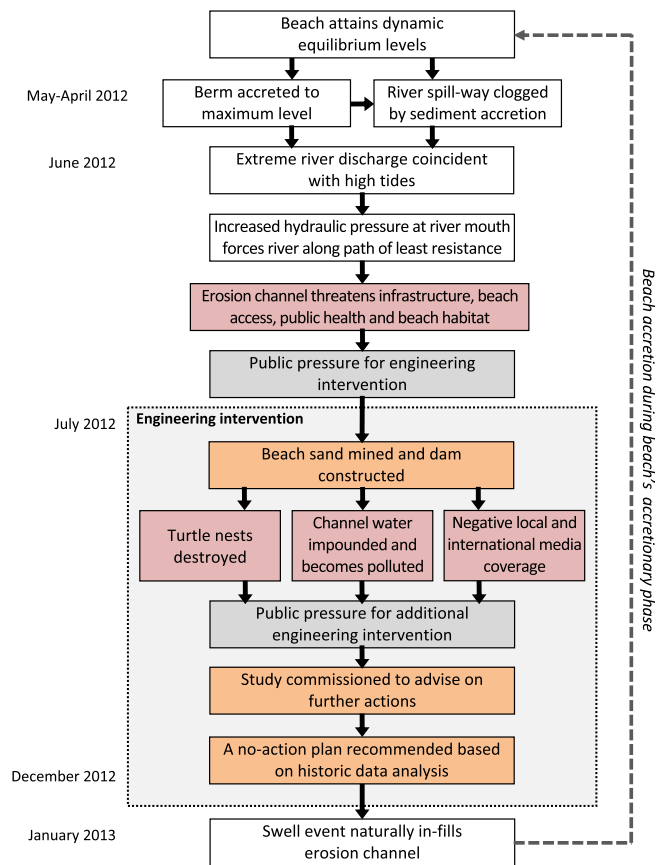 Beach attains dynamic
equilibrium levels
May-April 2012
Berm accreted to
maximum level
River spill-way clogged
by sediment accretion
June 2012
Extreme river discharge coincident
with high tides
Increased hydraulic pressure at river mouth
forces river along path of least resistance
Erosion channel threatens infrastructure, beach
access, public health and beach habitat
Public pressure for engineering
intervention
July 2012
Engineering intervention
Beach sand mined and dam
constructed
Turtle nests
destroyed
Channel water
impounded and
becomes polluted
Negative local and
international media
coverage
Public pressure for additional
engineering intervention
Study commissioned to advise on
further actions
A no-action plan recommended based
on historic data analysis
December 2012
January 2013
Swell event naturally in-fills
erosion channel
Beach accretion during beach's accretionary phase